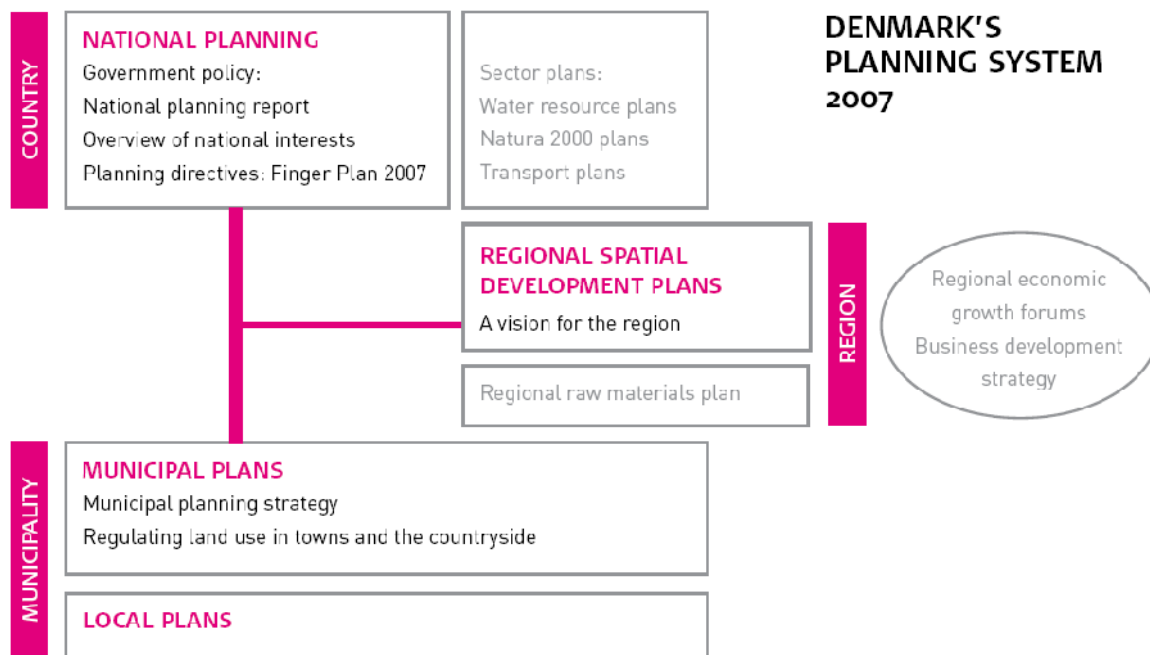 DENMARK'S
PLANNING SYSTEM
2007
COUNTRY
NATIONAL PLANNING
Government policy:
National planning report
Overview of national interests
Planning directives: Finger Plan 2007
Sector plans:
Water resource plans
Natura 2000 plans
Transport plans
REGIONAL SPATIAL
DEVELOPMENT PLANS
A vision for the region
Regional raw materials plan
REGION
Regional economic
growth forums
Business development
strategy
MUNICIPALITY
MUNICIPAL PLANS
Municipal planning strategy
Regulating land use in towns and the countryside
LOCAL PLANS